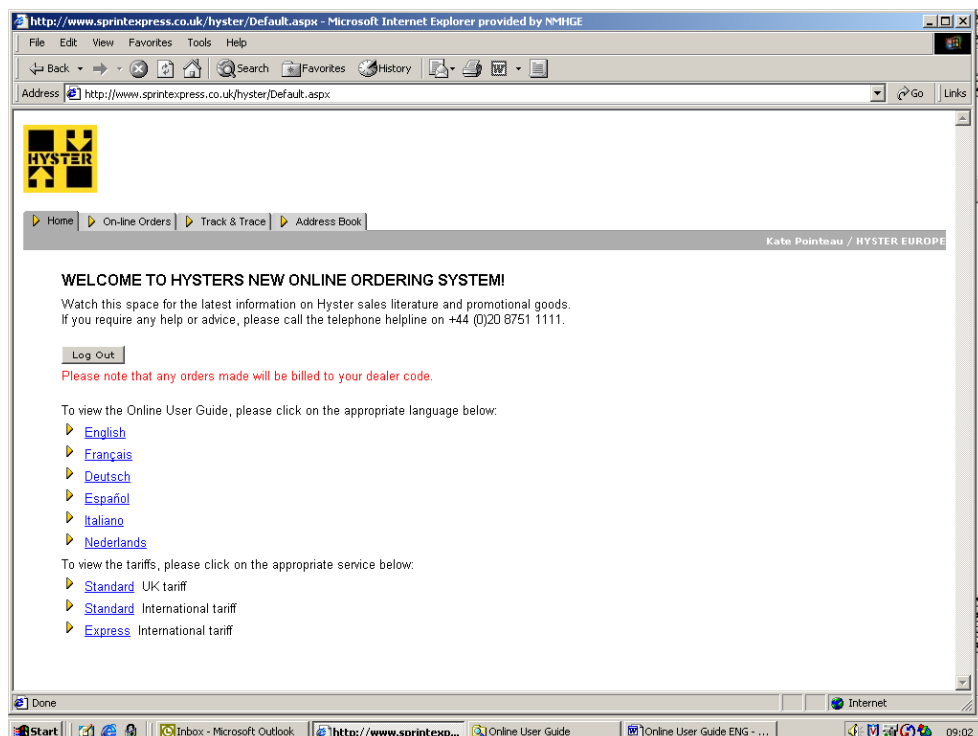 http://www.sprintexpress.co.uk/hyster/Default.aspx - Microsoft Internet Explorer provided by NMHGE
File Edit View Favorites Tools Help
Back Search Favorites History
Address http://www.sprintexpress.co.uk/hyster/Default.aspx Go Links
HYSTER
Home On-line Orders Track & Trace Address Book
Kate Pointeau / HYSTER EUROPE
WELCOME TO HYSTERS NEW ONLINE ORDERING SYSTEM!
Watch this space for the latest information on Hyster sales literature and promotional goods.
If you require any help or advice, please call the telephone helpline on +44 (0)20 8751 1111.
Log Out
Please note that any orders made will be billed to your dealer code.
To view the Online User Guide, please click on the appropriate language below:
English
Français
Deutsch
Español
Italiano
Nederlands
To view the tariffs, please click on the appropriate service below:
Standard UK tariff
Standard International tariff
Express International tariff
Done Internet
Start Inbox - Microsoft Outlook http://www.sprintexp... Online User Guide Online User Guide ENG - ... 09:02